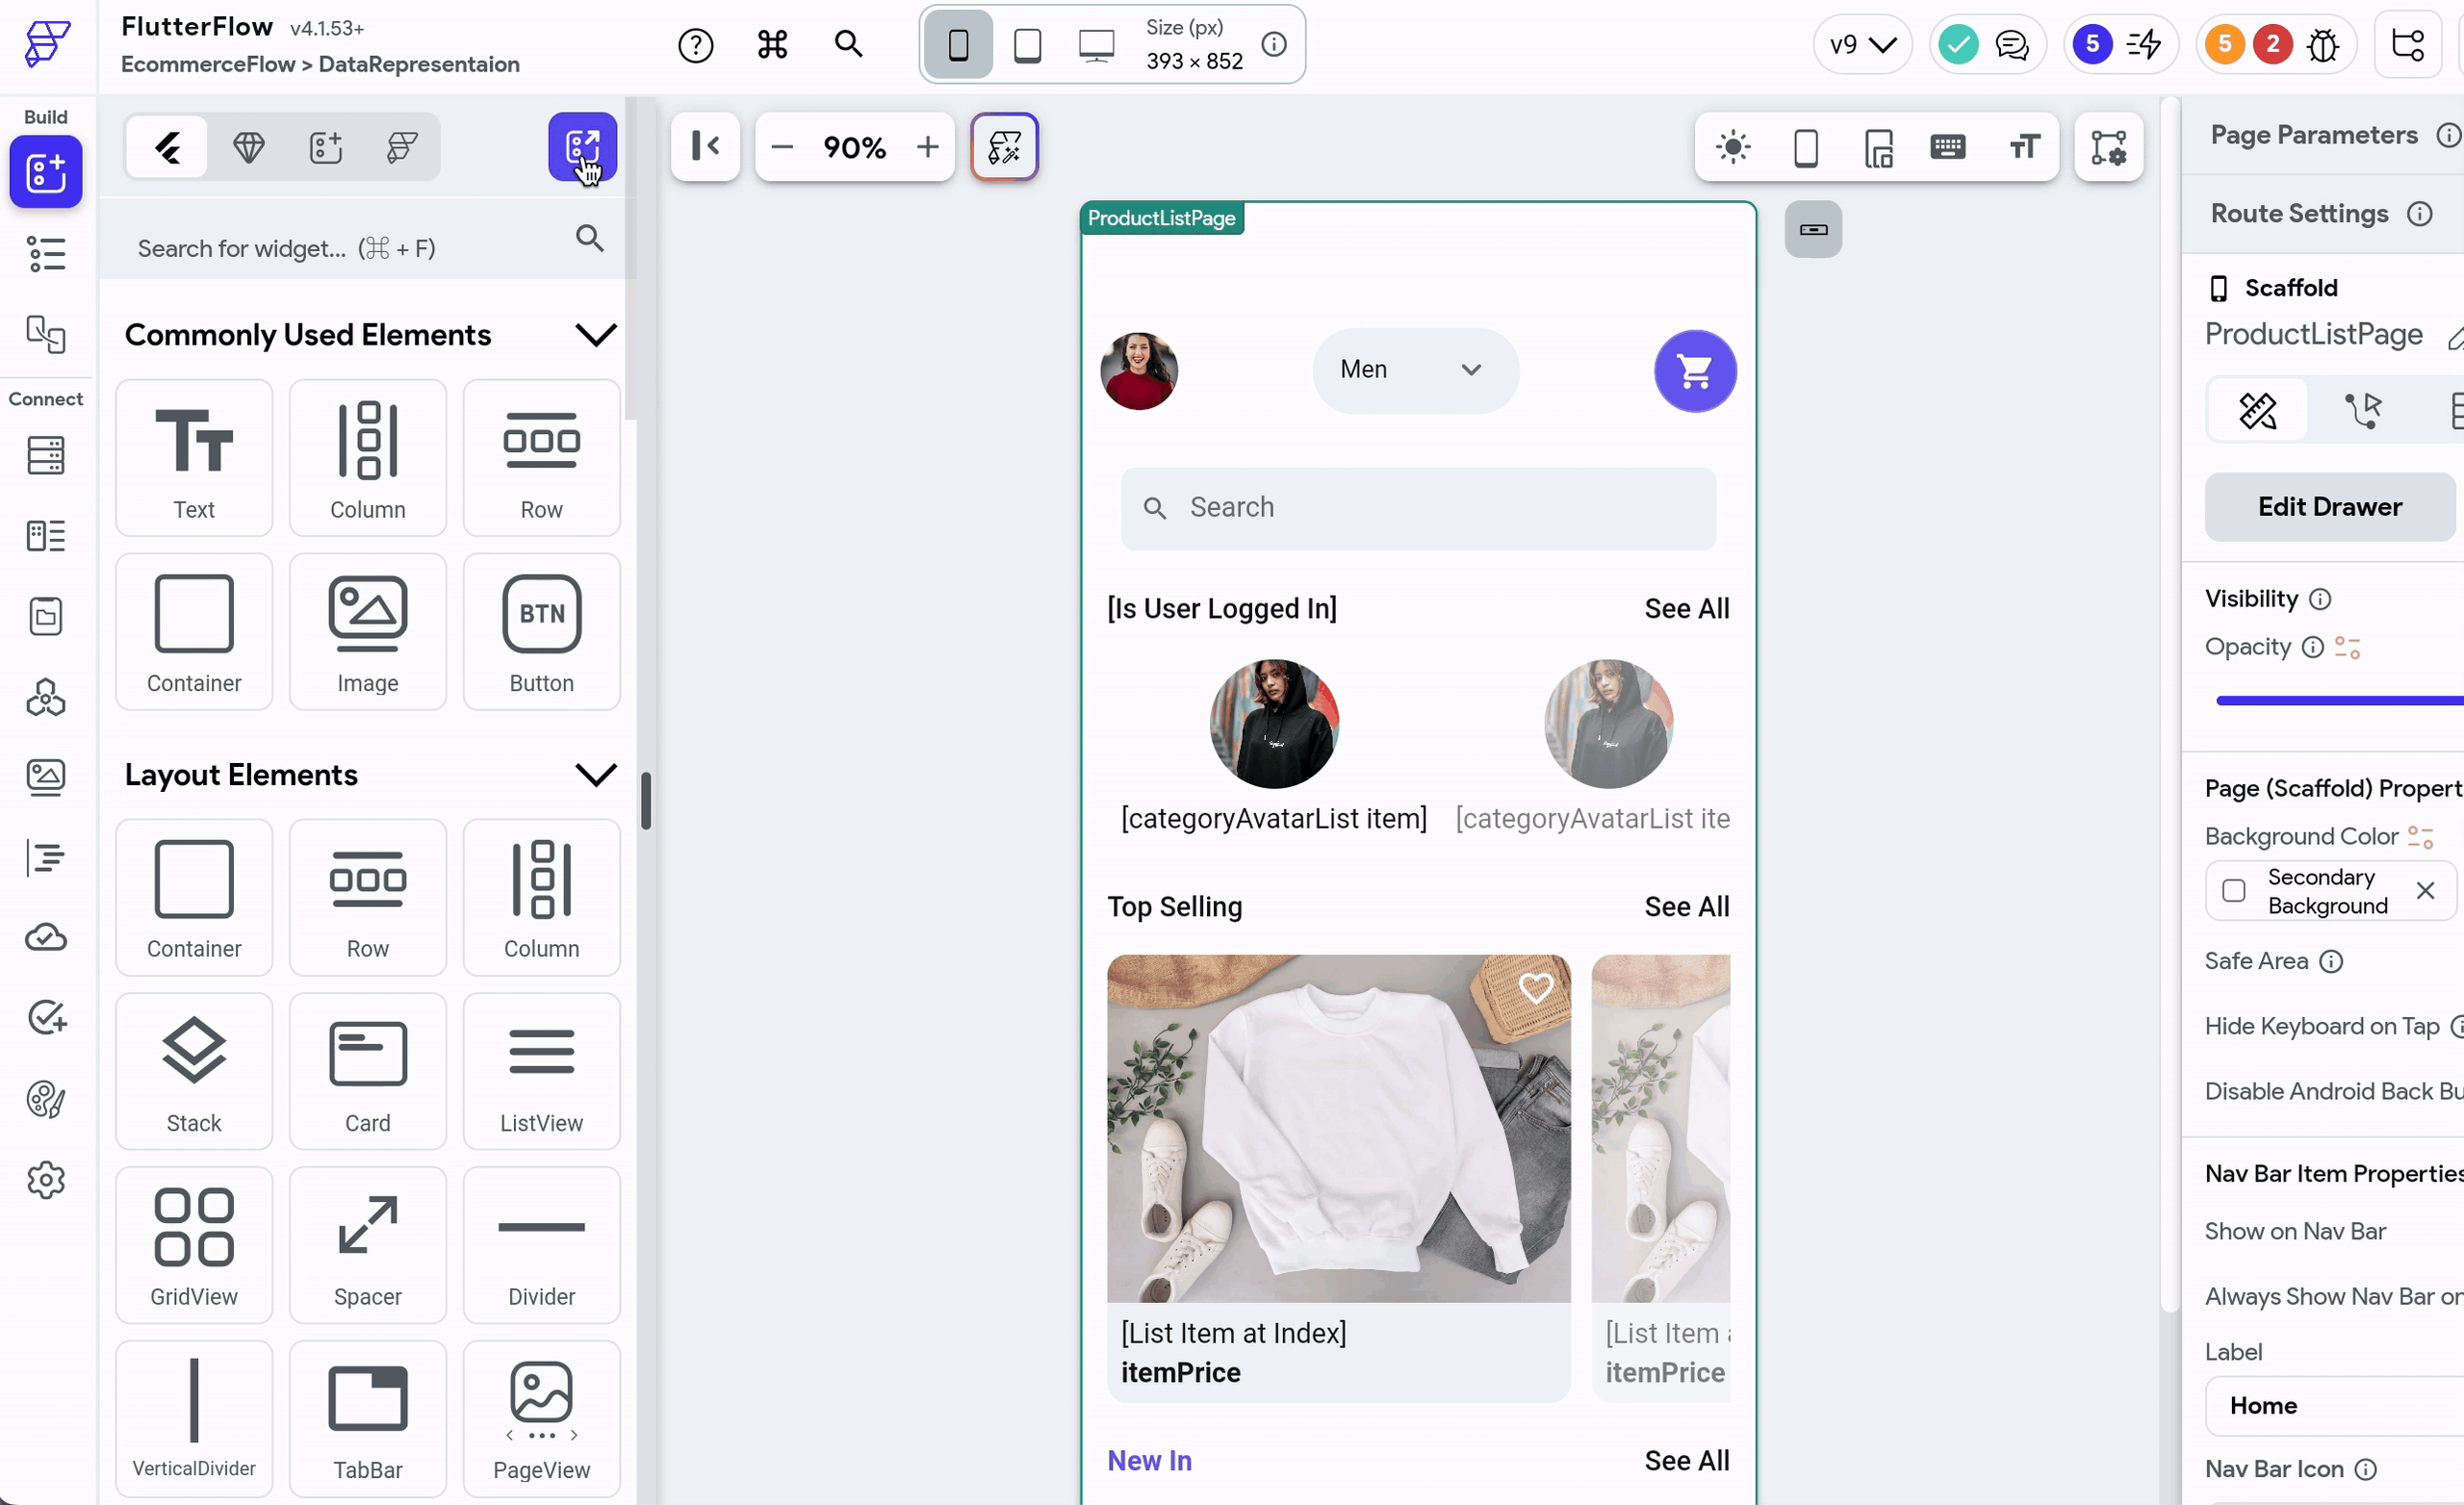 FlutterFlow v4.1.53+
EcommerceFlow > DataRepresentaion
Size (px)
393 × 852
v9
5
5 2
Build
Connect
Search for widget... (⌘ + F)
Commonly Used Elements
Text
Column
Row
Container
Image
BTN
Button
Layout Elements
Container
Row
Column
Stack
Card
ListView
GridView
Spacer
Divider
VerticalDivider
TabBar
PageView
90%
ProductListPage
Men
Search
[Is User Logged In] See All
[categoryAvatarList item] [categoryAvatarList ite
Top Selling See All
[List Item at Index] [List Item a
itemPrice itemPrice
New In See All
Page Parameters
Route Settings
Scaffold
ProductListPage
Edit Drawer
Visibility
Opacity
Page (Scaffold) Propert
Background Color
Secondary
Background
Safe Area
Hide Keyboard on Tap
Disable Android Back Bu
Nav Bar Item Properties
Show on Nav Bar
Always Show Nav Bar on
Label
Home
Nav Bar Icon